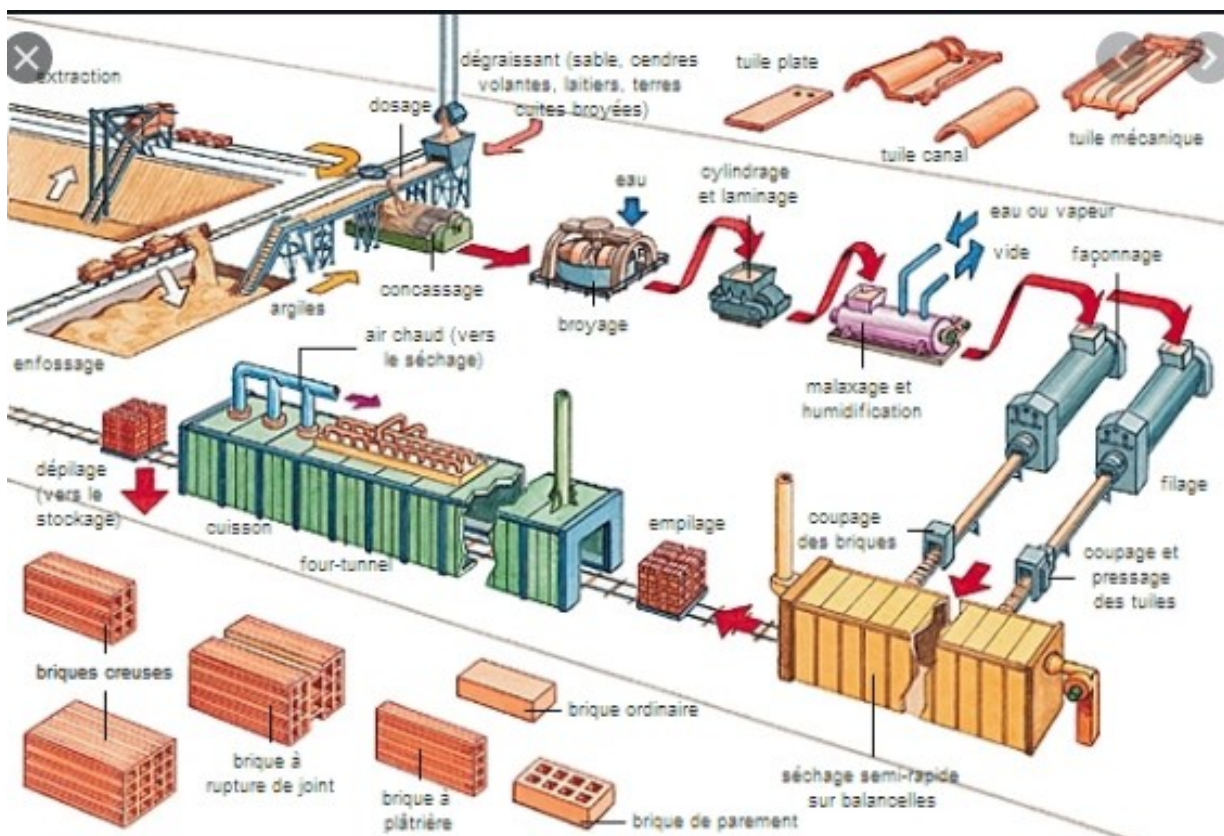 extraction
dégraissant (sable, cendres
volantes, laitiers, terres
cuites broyées)
dosage
tuile plate
tuile canal
tuile mécanique
eau
cylindrage
et laminage
eau ou vapeur
vide
façonnage
argiles
concassage
broyage
enfossage
air chaud (vers
le séchage)
malaxage et
humidification
filage
dépilage
(vers le
stockage)
cuisson
four-tunnel
empilage
coupage
des briques
coupage et
pressage
des tuiles
briques creuses
brique à
rupture de joint
brique ordinaire
brique à
plâtrière
brique de parement
séchage semi-rapide
sur balancelles